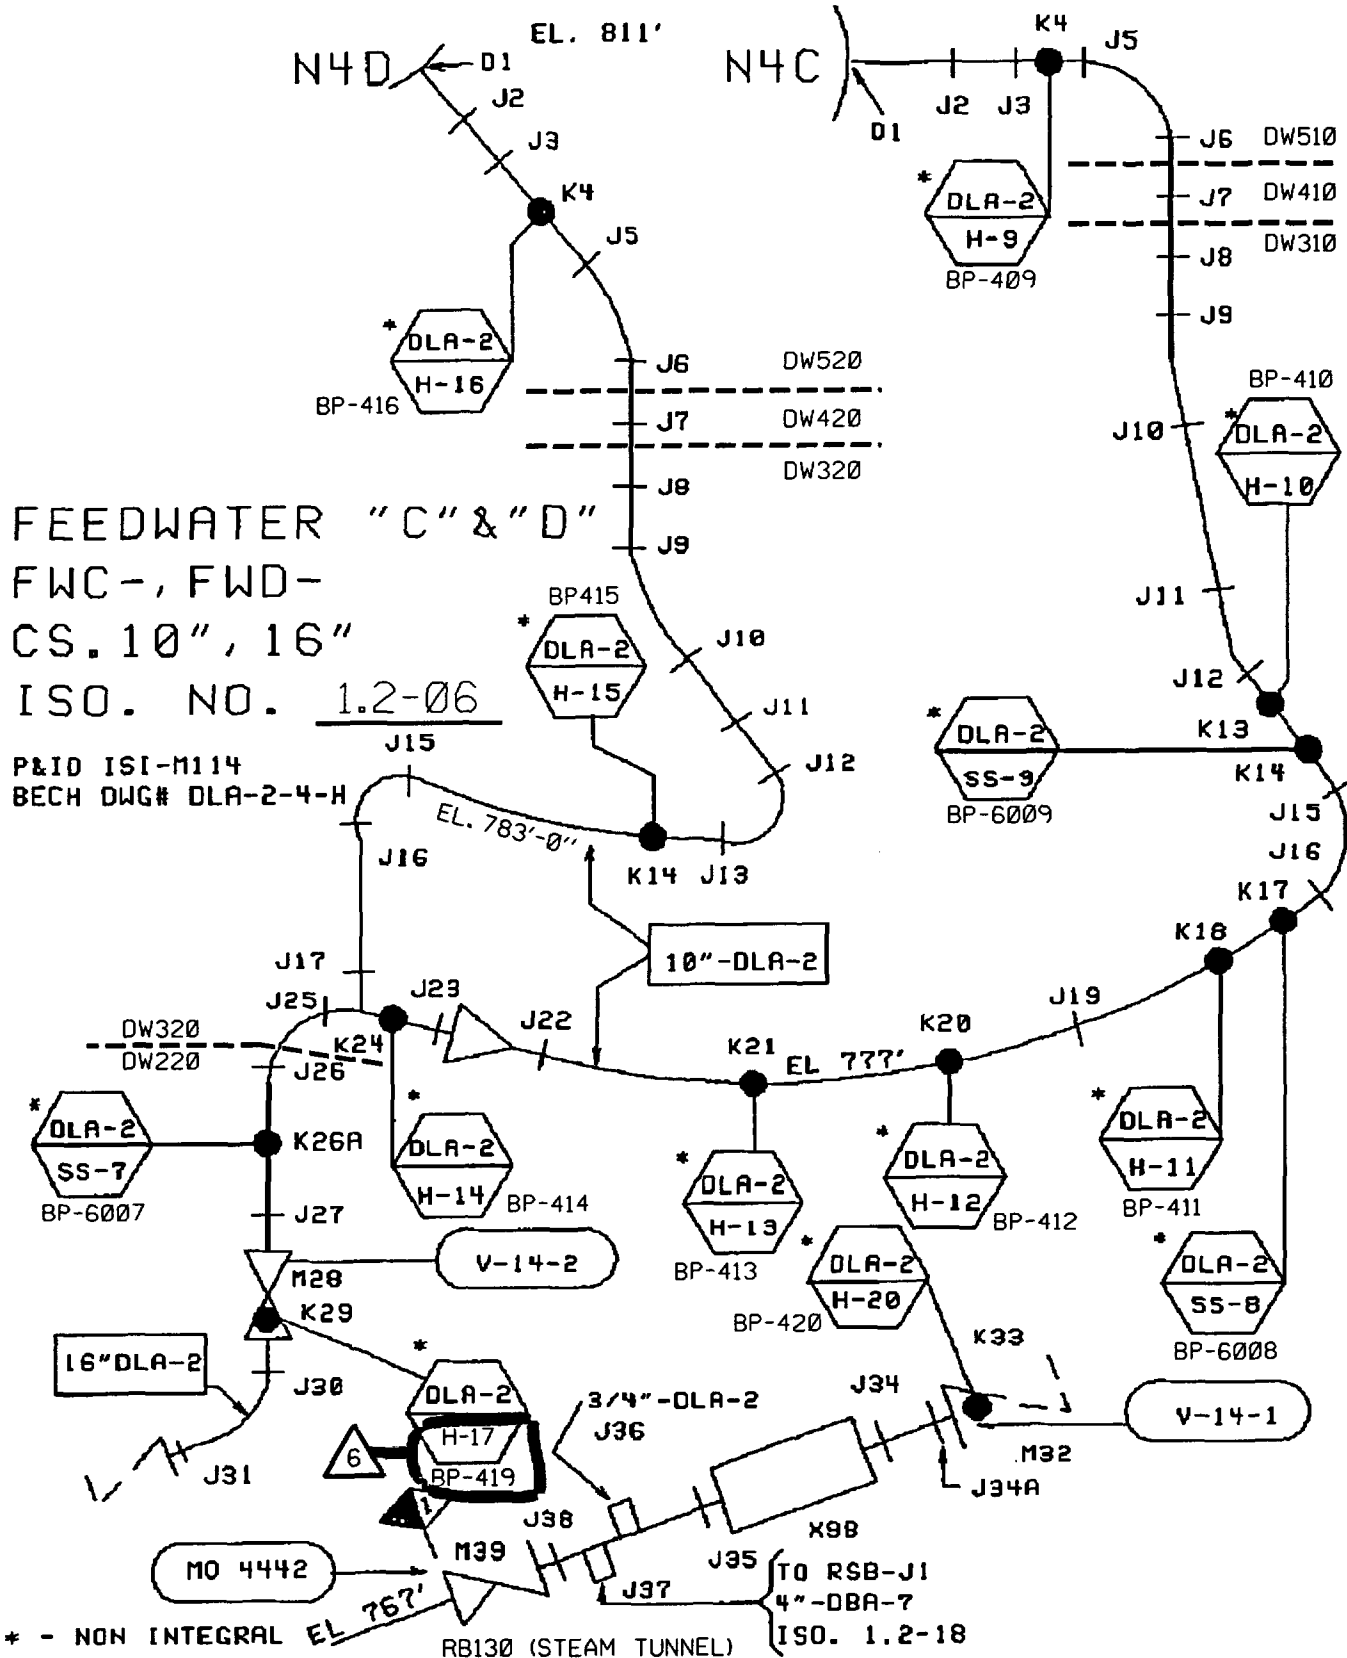 EL. 811'
N4D
D1
J2
J3
K4
J5
*
DLA-2
H-16
BP-416
J6
DW520
J7
DW420
DW320
J8
J9
J10
J11
J12
N4C
D1
J2
J3
K4
J5
*
DLA-2
H-9
BP-409
J6
DW510
J7
DW410
DW310
J8
J9
BP-410
*
DLA-2
H-10
J10
J11
J12
K13
K14
*
DLA-2
SS-9
BP-6009
J15
J16
K17
K18
FEEDWATER "C"&"D"
FWC-, FWD-
CS. 10", 16"
ISO. NO. 1.2-06
P&ID ISI-M114
BECH DWG# DLA-2-4-H
BP415
*
DLA-2
H-15
J15
EL. 783'-0"
J16
K14
J13
10"-DLA-2
J17
J25
J23
J22
K24
DW320
DW220
J26
K21
EL 777'
K20
J19
*
DLA-2
SS-7
BP-6007
K26A
J27
*
DLA-2
H-14
BP-414
*
DLA-2
H-13
BP-413
*
DLA-2
H-12
BP-412
*
DLA-2
H-11
BP-411
*
DLA-2
SS-8
BP-6008
V-14-2
M28
K29
*
DLA-2
H-20
BP-420
K33
16"DLA-2
J30
J31
*
DLA-2
H-17
BP-419
6
1
3/4"-DLA-2
J36
J34
V-14-1
M32
J34A
X9B
J35
J38
M39
J37
MO 4442
EL 767'
TO RSB-J1
4"-DBA-7
ISO. 1.2-18
* - NON INTEGRAL
RB130 (STEAM TUNNEL)